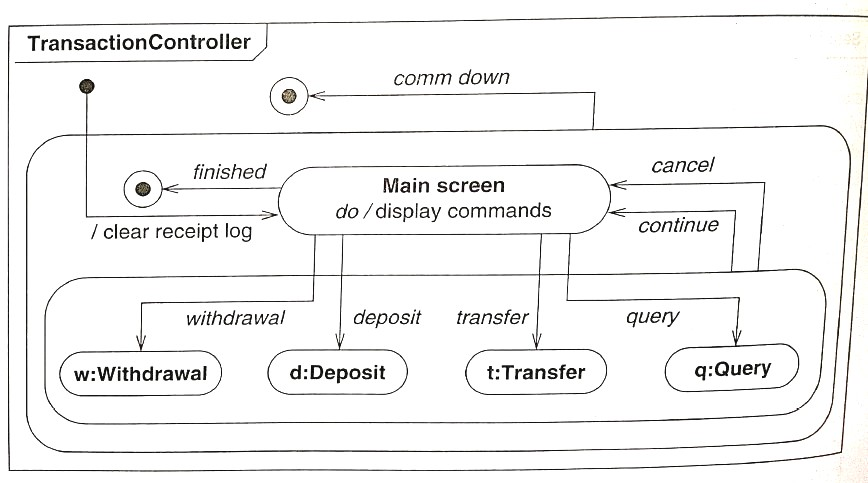 TransactionController
comm down
finished
cancel
Main screen
do / display commands
/ clear receipt log
continue
withdrawal
deposit
transfer
query
w:Withdrawal
d:Deposit
t:Transfer
q:Query